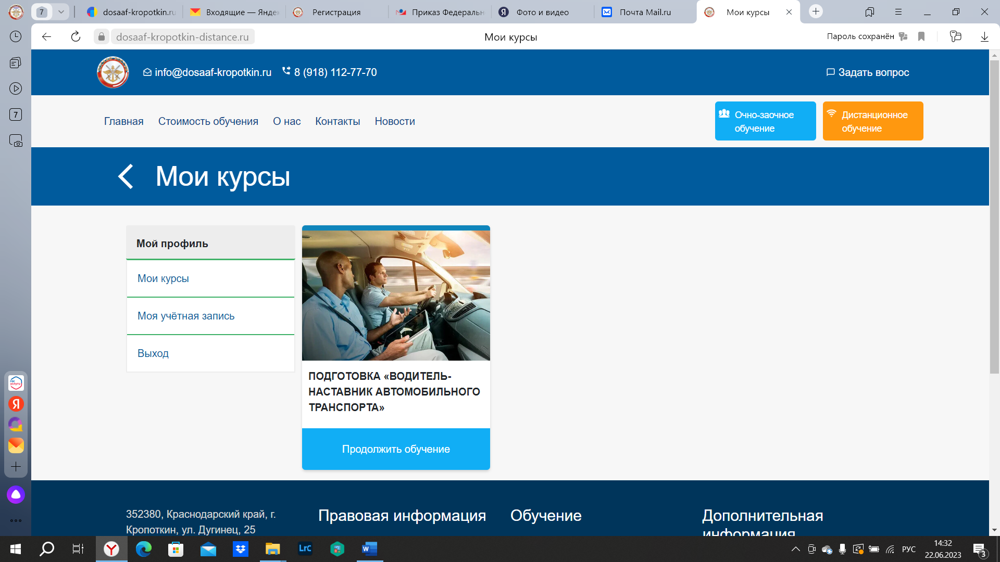 7
dosaaf-kropotkin.ru
Входящие — Яндек
Регистрация
Приказ Федеральн
Фото и видео
Почта Mail.ru
Мои курсы
dosaaf-kropotkin-distance.ru
Мои курсы
Пароль сохранён
7
info@dosaaf-kropotkin.ru
8 (918) 112-77-70
Задать вопрос
Главная
Стоимость обучения
О нас
Контакты
Новости
Очно-заочное
обучение
Дистанционное
обучение
Мои курсы
Мой профиль
Мои курсы
Моя учётная запись
Выход
ПОДГОТОВКА «ВОДИТЕЛЬ-
НАСТАВНИК АВТОМОБИЛЬНОГО
ТРАНСПОРТА»
Продолжить обучение
гос
услуги
352380, Краснодарский край, г.
Кропоткин, ул. Дугинец, 25
Правовая информация
Обучение
Дополнительная
информация
LrC
W
РУС
14:32
22.06.2023
3